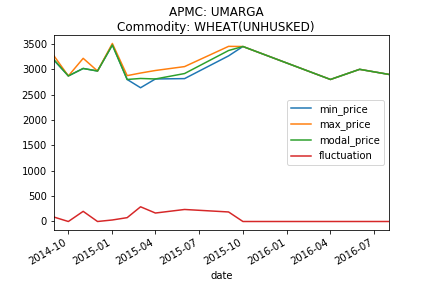 APMC: UMARGA
Commodity: WHEAT(UNHUSKED)
3500
3000
2500
2000
1500
1000
500
0
min_price
max_price
modal_price
fluctuation
2014-10
2015-01
2015-04
2015-07
2015-10
2016-01
2016-04
2016-07
date